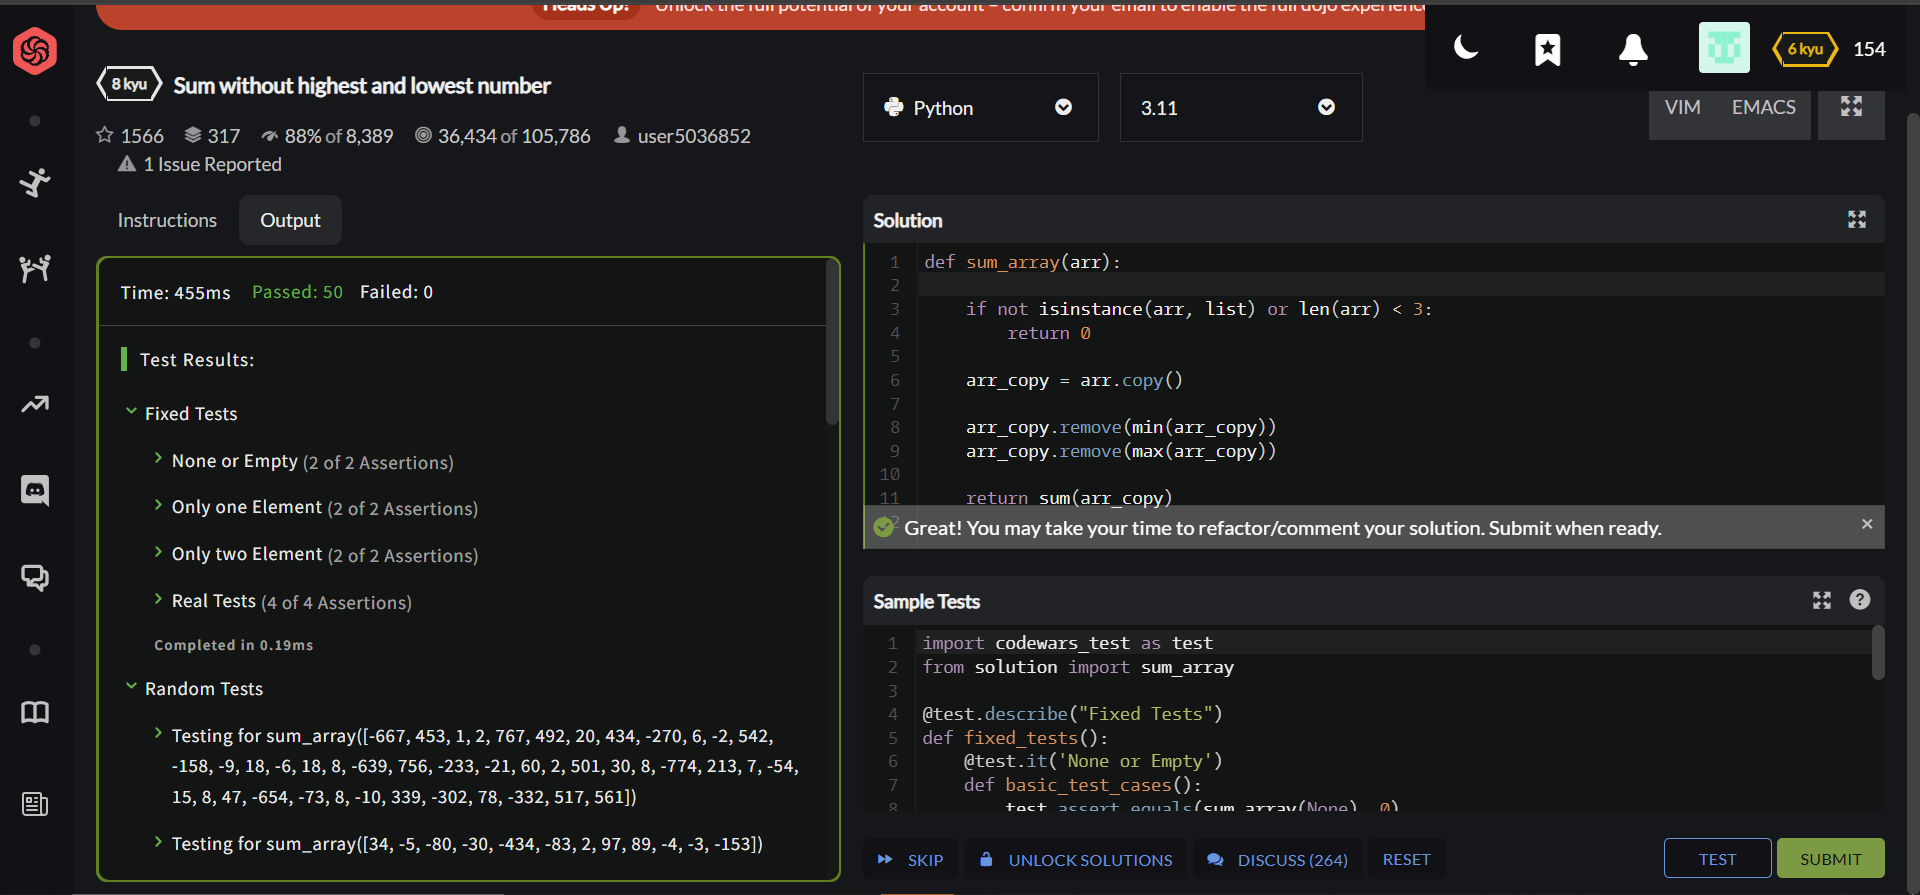 Heads Up! Unlock the full potential of your account – confirm your email to enable the full dojo experience
6 kyu 154
8 kyu Sum without highest and lowest number
1566 317 88% of 8,389 36,434 of 105,786 user5036852
1 Issue Reported
Python
3.11
VIM EMACS
Instructions Output
Time: 455ms Passed: 50 Failed: 0
Test Results:
Fixed Tests
None or Empty (2 of 2 Assertions)
Only one Element (2 of 2 Assertions)
Only two Element (2 of 2 Assertions)
Real Tests (4 of 4 Assertions)
Completed in 0.19ms
Random Tests
Testing for sum_array([-667, 453, 1, 2, 767, 492, 20, 434, -270, 6, -2, 542,
-158, -9, 18, -6, 18, 8, -639, 756, -233, -21, 60, 2, 501, 30, 8, -774, 213, 7, -54,
15, 8, 47, -654, -73, 8, -10, 339, -302, 78, -332, 517, 561])
Testing for sum_array([34, -5, -80, -30, -434, -83, 2, 97, 89, -4, -3, -153])
Solution
1 def sum_array(arr):
2
3 if not isinstance(arr, list) or len(arr) < 3:
4 return 0
5
6 arr_copy = arr.copy()
7
8 arr_copy.remove(min(arr_copy))
9 arr_copy.remove(max(arr_copy))
10
11 return sum(arr_copy)
Great! You may take your time to refactor/comment your solution. Submit when ready.
Sample Tests
1 import codewars_test as test
2 from solution import sum_array
3
4 @test.describe("Fixed Tests")
5 def fixed_tests():
6 @test.it('None or Empty')
7 def basic_test_cases():
8 test.assert_equals(sum_array(None), 0)
SKIP UNLOCK SOLUTIONS DISCUSS (264) RESET TEST SUBMIT